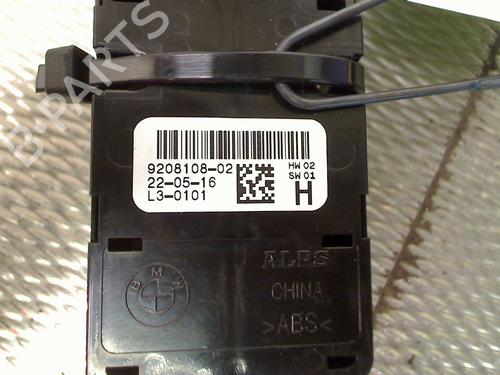 9208108-02
22-05-16
L3-0101
HW 02
SW 01
H
BMW
ALPS
CHINA
>ABS<
B-PARTS